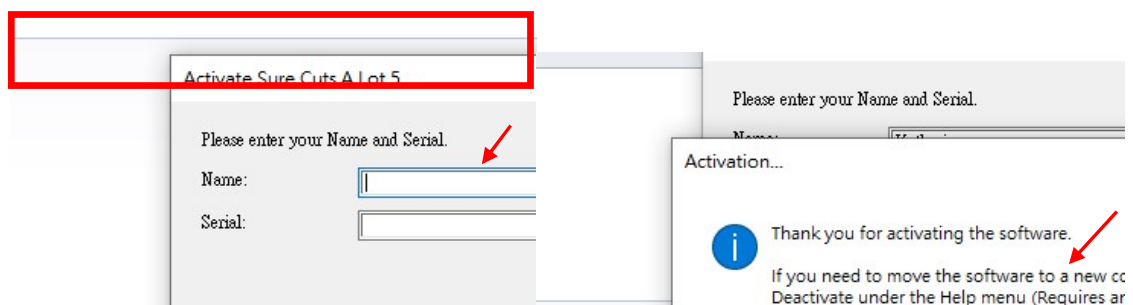 Activate Sure Cuts A Lot 5
Please enter your Name and Serial.
Name:
Serial:
Please enter your Name and Serial.
Name:
Activation...
Thank you for activating the software.
If you need to move the software to a new
Deactivate under the Help menu (Requires